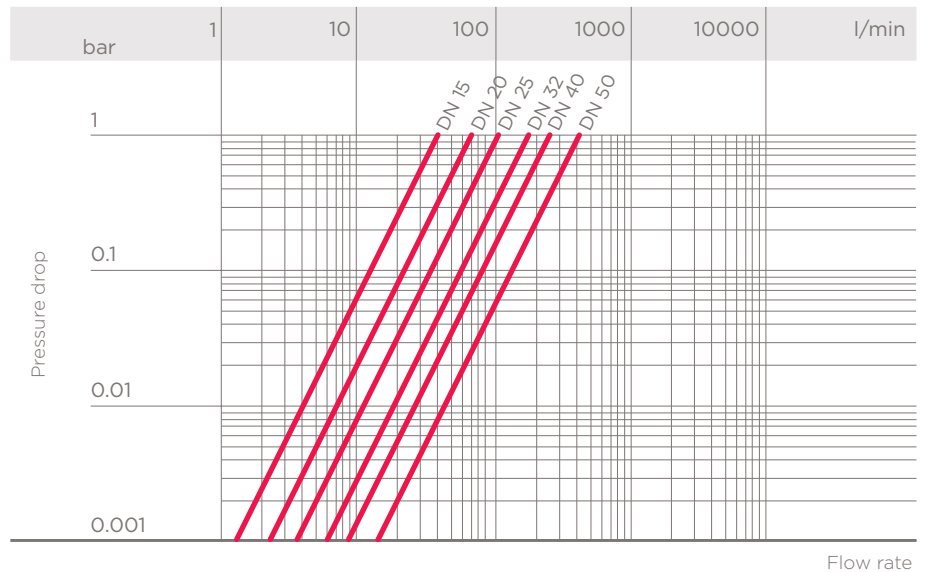 1 10 100 1000 10000 l/min
bar
DN 15 DN 20 DN 25 DN 32 DN 40 DN 50
1
0.1
Pressure drop
0.01
0.001
Flow rate